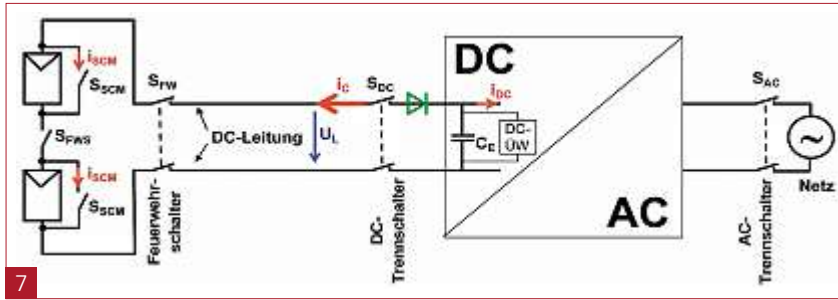 iSCM
SSCM
SFWS
iSCM
SSCM
SFW
Feuerwehr-
schalter
DC-Leitung
iC
UL
SDC
DC-
Trennschalter
DC
iDC
CE
DC-
ÜW
AC
SAC
AC-
Trennschalter
Netz
7